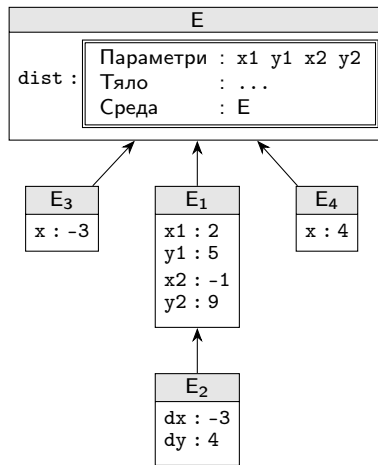 E
dist :
Параметри : x1 y1 x2 y2
Тяло : ...
Среда : E
E₃
x : -3
E₁
x1 : 2
y1 : 5
x2 : -1
y2 : 9
E₄
x : 4
E₂
dx : -3
dy : 4